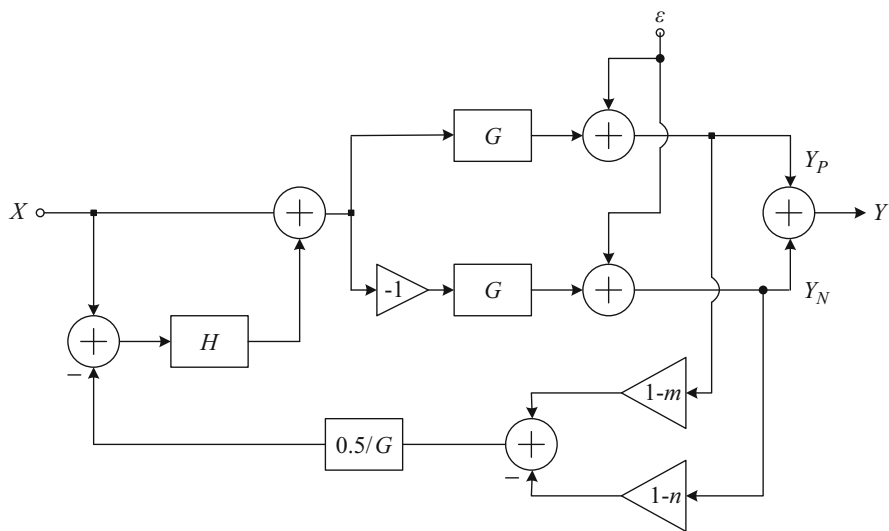 ε
G
Y_P
X
Y
-1
G
Y_N
H
−
1-m
0.5/G
−
1-n